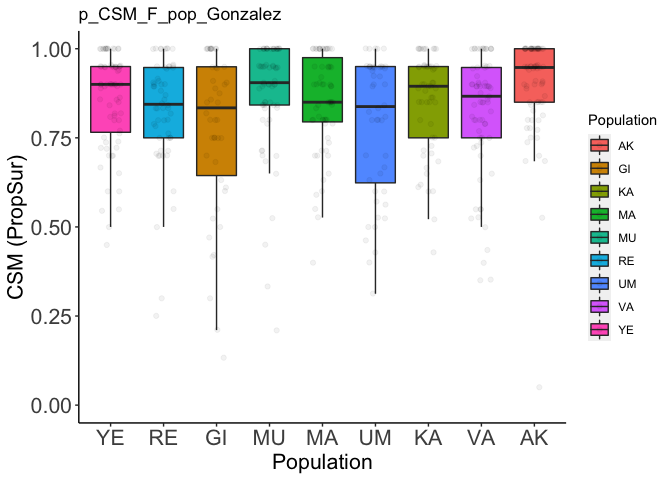 p_CSM_F_pop_Gonzalez
CSM (PropSur)
1.00
0.75
0.50
0.25
0.00
YE RE GI MU MA UM KA VA AK
Population
Population
AK
GI
KA
MA
MU
RE
UM
VA
YE